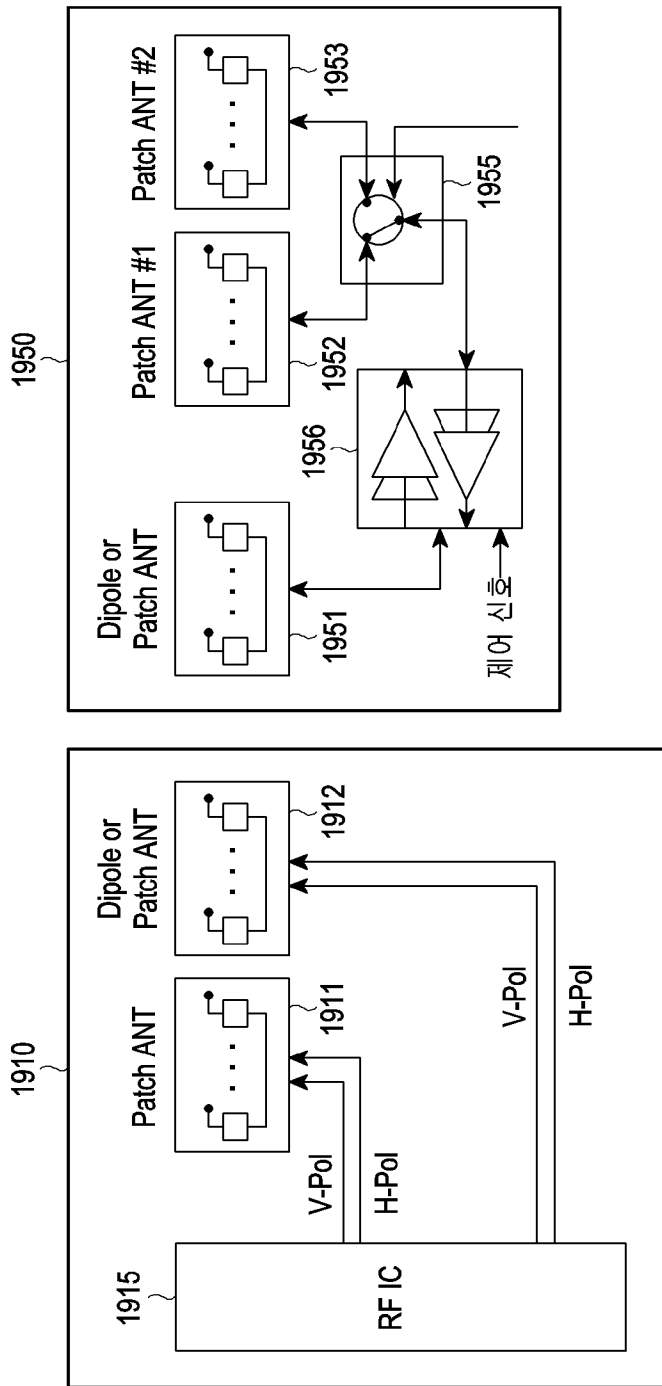 1910
1915
RF IC
Patch ANT
1911
V-Pol
H-Pol
Dipole or
Patch ANT
1912
V-Pol
H-Pol
1950
Dipole or
Patch ANT
1951
Patch ANT #1
1952
Patch ANT #2
1953
1956
1955
제어 신호